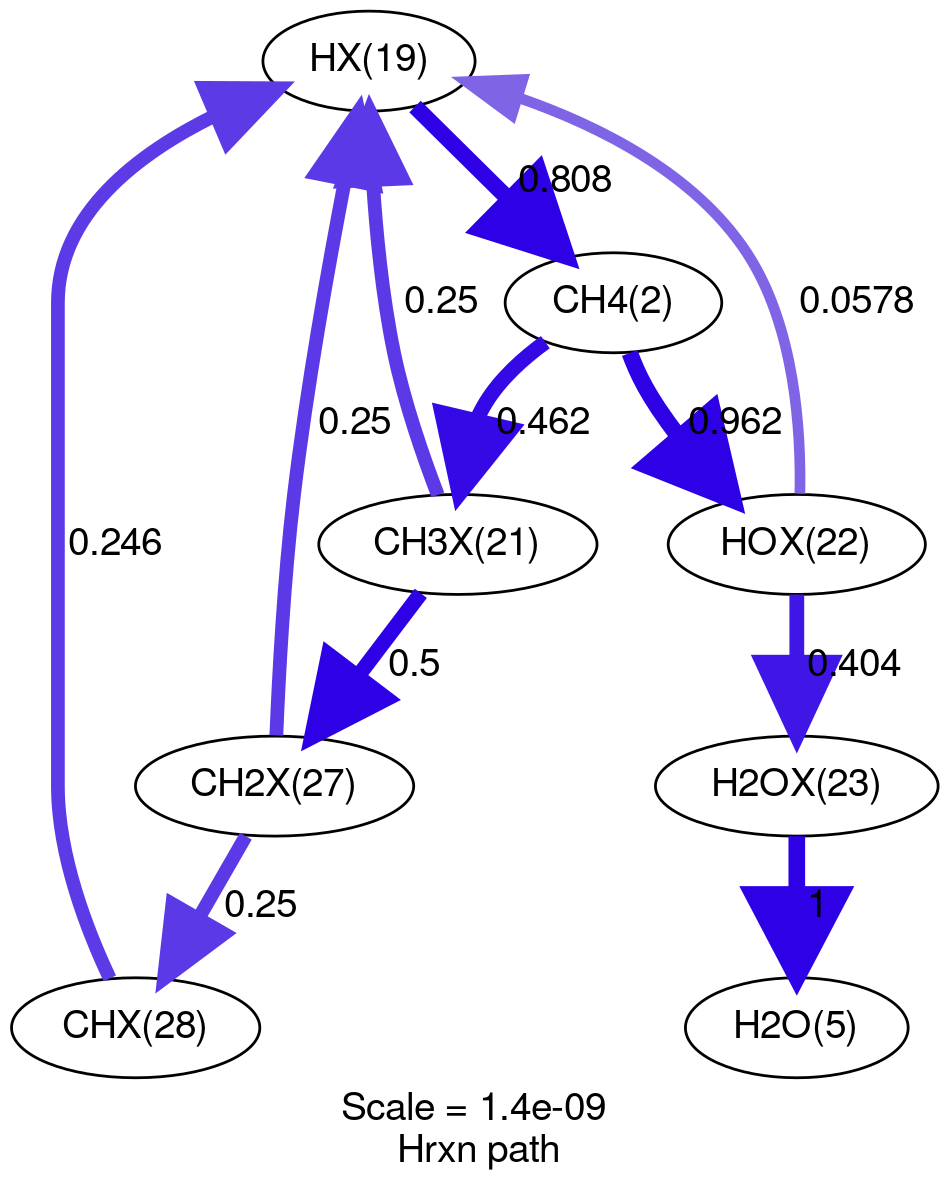 HX(19)
0.808
CH4(2)
0.25
0.0578
0.25
0.462
0.962
0.246
CH3X(21)
HOX(22)
0.5
0.404
CH2X(27)
H2OX(23)
0.25
1
CHX(28)
H2O(5)
Scale = 1.4e-09
Hrxn path